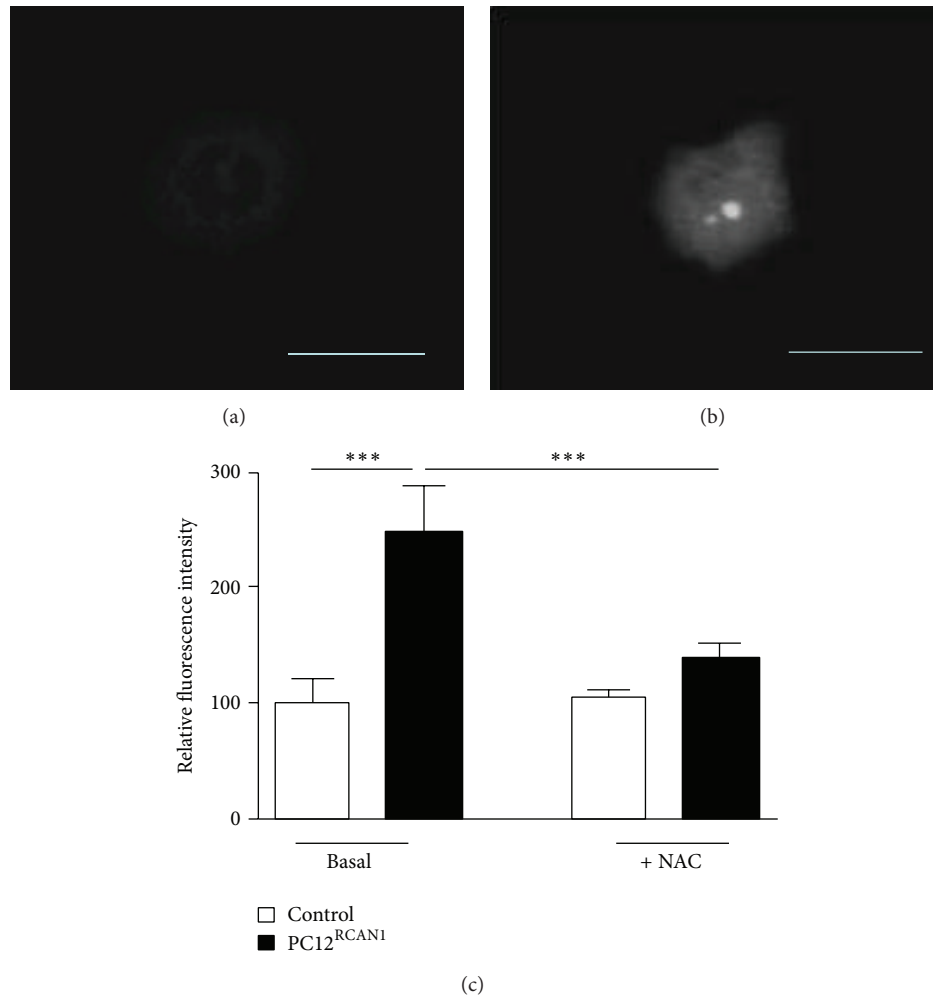 (a)
(b)
***
***
300
200
100
0
Relative fluorescence intensity
Basal
+ NAC
Control
PC12^RCAN1
(c)